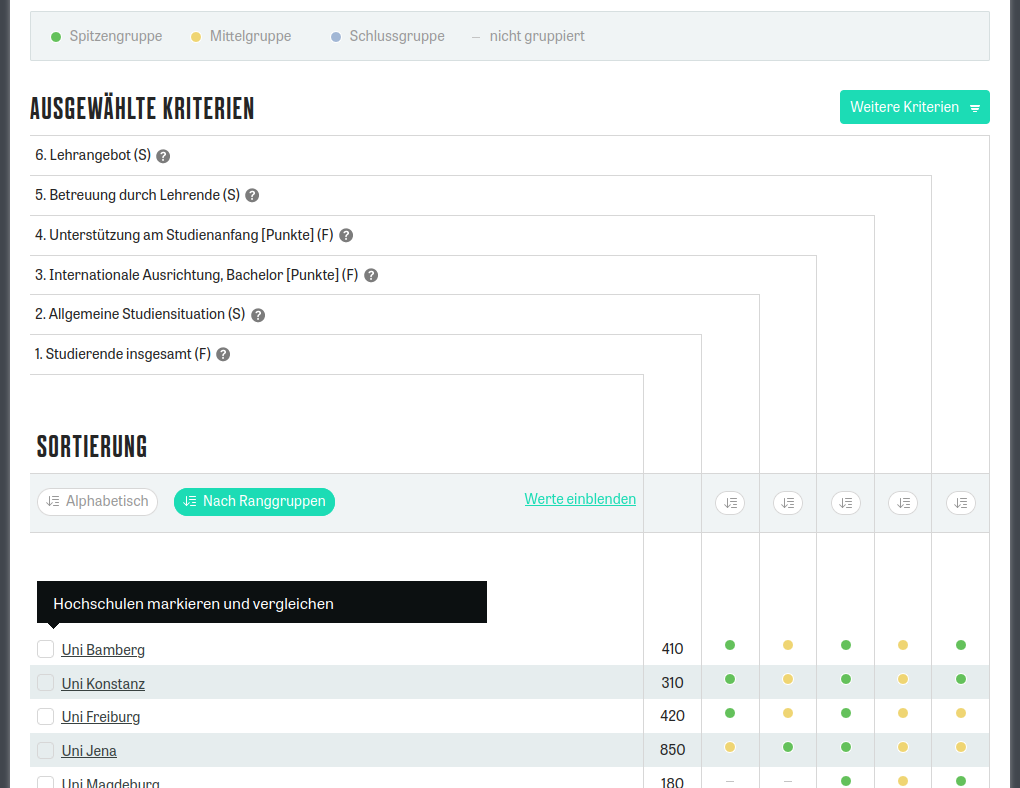 Spitzengruppe Mittelgruppe Schlussgruppe – nicht gruppiert
AUSGEWÄHLTE KRITERIEN
Weitere Kriterien
6. Lehrangebot (S) ?
5. Betreuung durch Lehrende (S) ?
4. Unterstützung am Studienanfang [Punkte] (F) ?
3. Internationale Ausrichtung, Bachelor [Punkte] (F) ?
2. Allgemeine Studiensituation (S) ?
1. Studierende insgesamt (F) ?
SORTIERUNG
Alphabetisch Nach Ranggruppen Werte einblenden
Hochschulen markieren und vergleichen
Uni Bamberg 410
Uni Konstanz 310
Uni Freiburg 420
Uni Jena 850
Uni Magdeburg 180 – –